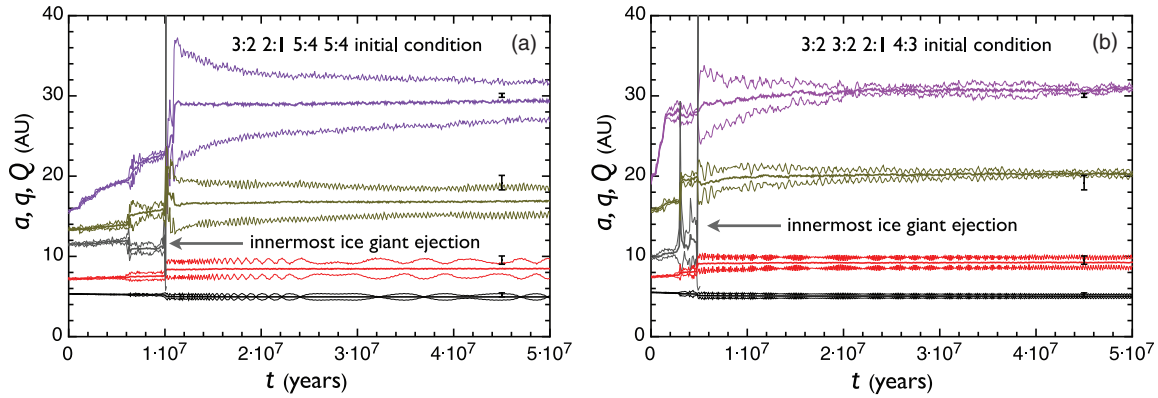 3:2 2:1 5:4 5:4 initial condition
(a)
innermost ice giant ejection
a, q, Q (AU)
40
30
20
10
0
0
1·10⁷
2·10⁷
3·10⁷
4·10⁷
5·10⁷
t (years)
3:2 3:2 2:1 4:3 initial condition
(b)
innermost ice giant ejection
a, q, Q (AU)
40
30
20
10
0
0
1·10⁷
2·10⁷
3·10⁷
4·10⁷
5·10⁷
t (years)